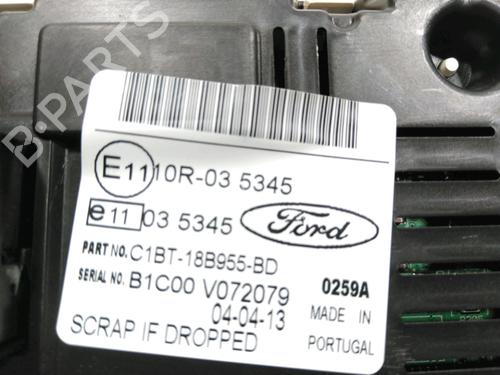 B-PARTS
E11 10R-03 5345
e11 03 5345 Ford
PART NO. C1BT-18B955-BD
SERIAL NO. B1C00 V072079 0259A
04-04-13 MADE IN
SCRAP IF DROPPED PORTUGAL